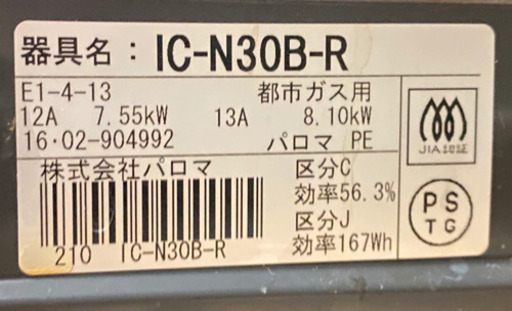 器具名：IC-N30B-R
E1-4-13 都市ガス用
12A 7.55kW 13A 8.10kW
16・02-904992 パロマ PE
JIA認証
株式会社パロマ 区分C
効率56.3%
区分J
効率167Wh
210 IC-N30B-R
PS
TG